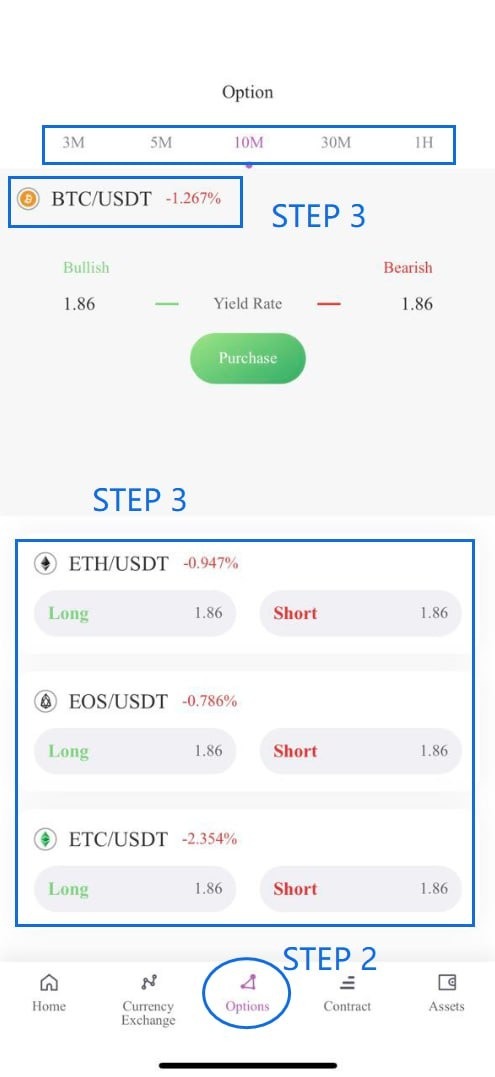 Option
3M 5M 10M 30M 1H
BTC/USDT -1.267%
STEP 3
Bullish Bearish
1.86 Yield Rate 1.86
Purchase
STEP 3
ETH/USDT -0.947%
Long 1.86 Short 1.86
EOS/USDT -0.786%
Long 1.86 Short 1.86
ETC/USDT -2.354%
Long 1.86 Short 1.86
STEP 2
Home Currency Exchange Options Contract Assets